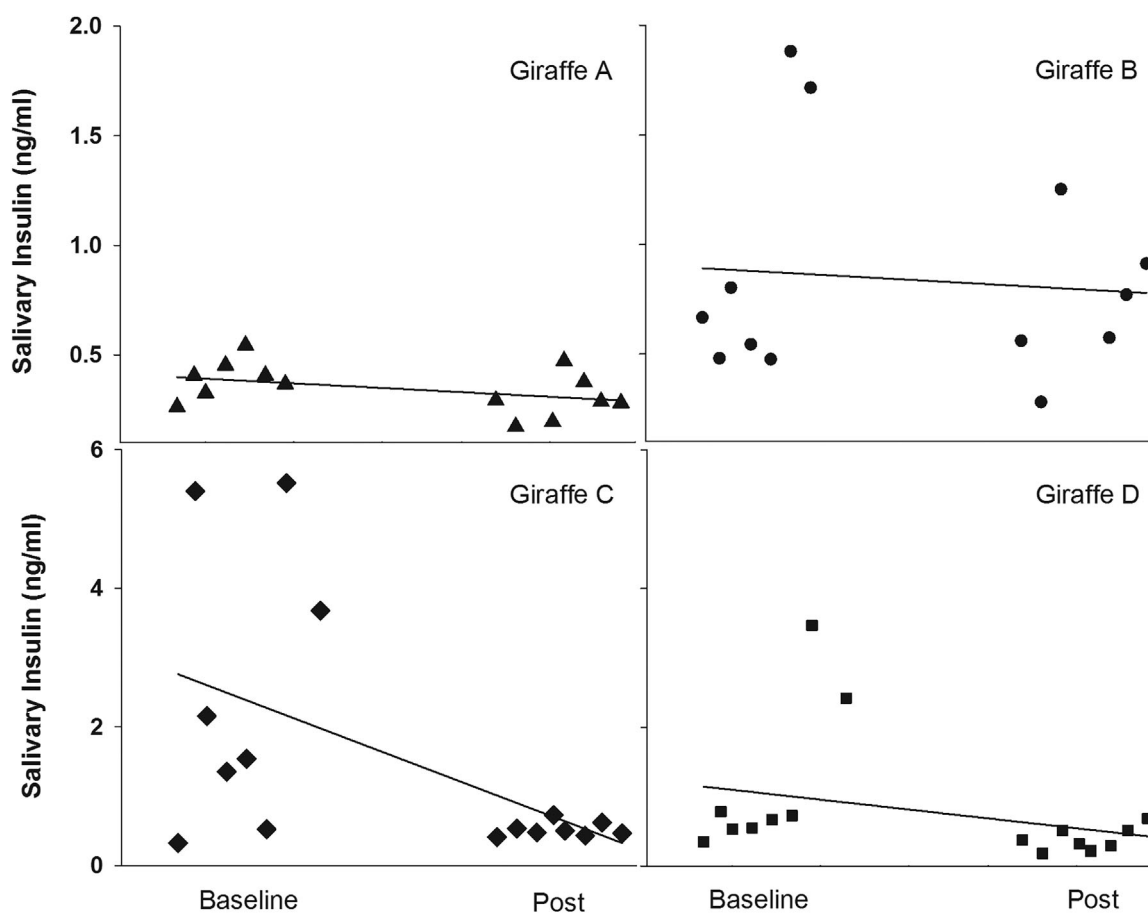 2.0
Giraffe A
Giraffe B
1.5
1.0
0.5
Salivary Insulin (ng/ml)
6
Giraffe C
Giraffe D
4
2
0
Salivary Insulin (ng/ml)
Baseline
Post
Baseline
Post